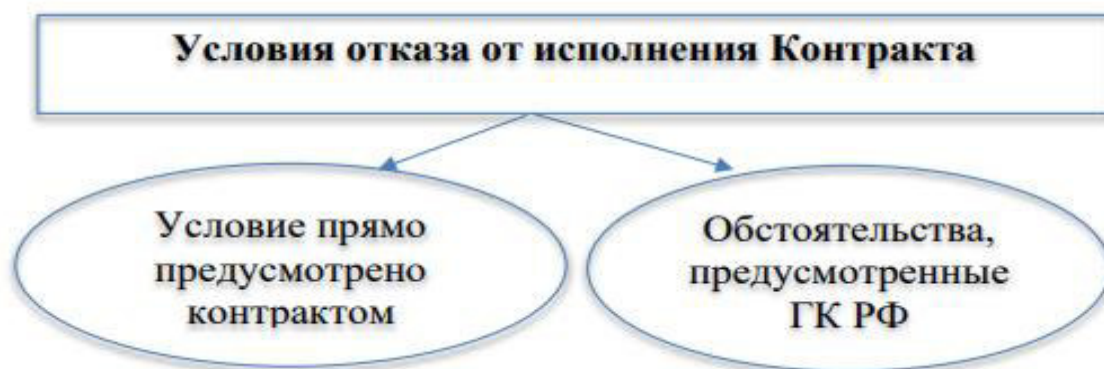 Условия отказа от исполнения Контракта
Условие прямо
предусмотрено
контрактом
Обстоятельства,
предусмотренные
ГК РФ